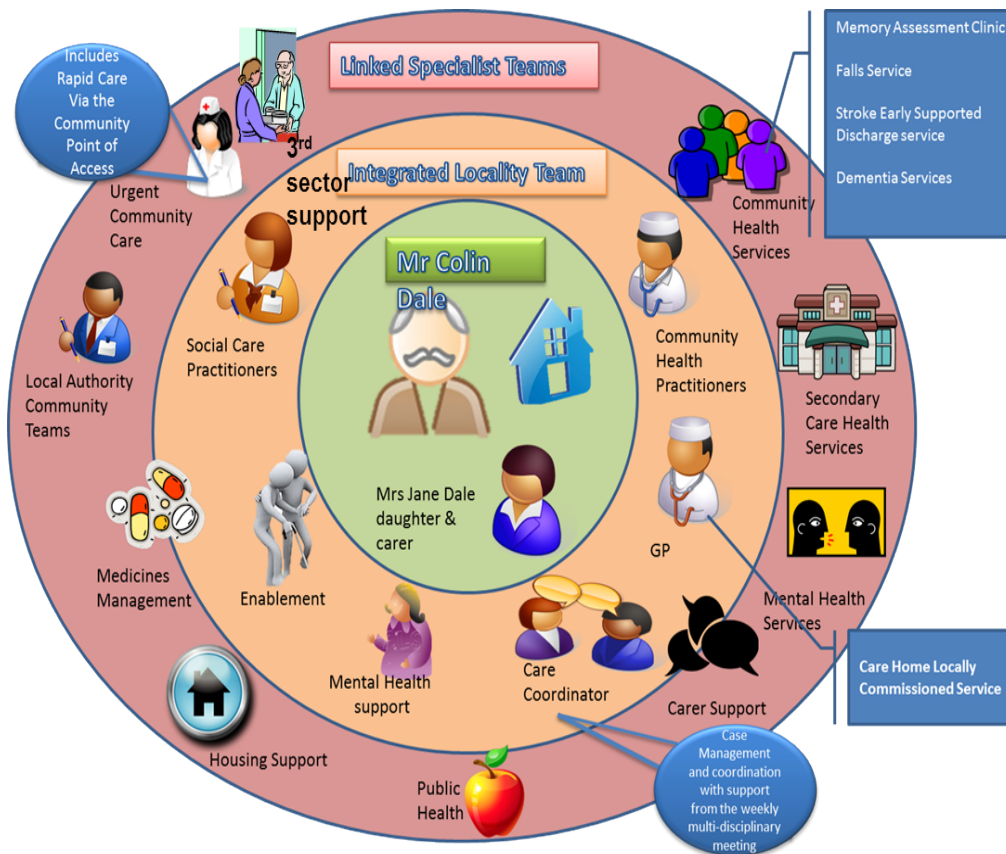 Includes
Rapid Care
Via the
Community
Point of
Access
Linked Specialist Teams
Memory Assessment Clinic
Falls Service
Stroke Early Supported
Discharge service
Dementia Services
3rd
sector
support
Integrated Locality Team
Urgent
Community
Care
Community
Health
Services
Mr Colin
Dale
Social Care
Practitioners
Community
Health
Practitioners
Local Authority
Community
Teams
Secondary
Care Health
Services
Mrs Jane Dale
daughter &
carer
GP
Medicines
Management
Enablement
Mental Health
Services
Mental Health
support
Care
Coordinator
Carer Support
Care Home Locally
Commissioned Service
Housing Support
Public
Health
Case
Management
and coordination
with support
from the weekly
multi-disciplinary
meeting